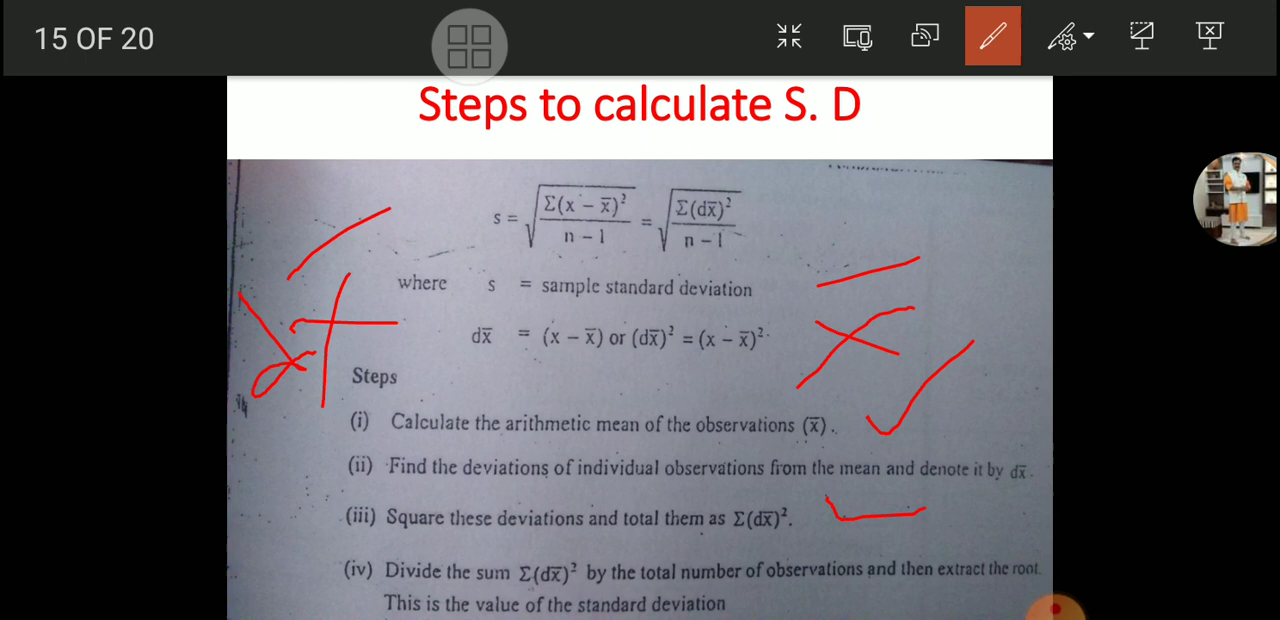 15 OF 20
Steps to calculate S. D
s = √(Σ(x − x̅)² / n − 1) = √(Σ(dx̅)² / n − 1)
where s = sample standard deviation
dx̅ = (x − x̅) or (dx̅)² = (x − x̅)²
Steps
(i) Calculate the arithmetic mean of the observations (x̅).
(ii) Find the deviations of individual observations from the mean and denote it by dx̅.
(iii) Square these deviations and total them as Σ(dx̅)².
(iv) Divide the sum Σ(dx̅)² by the total number of observations and then extract the root.
This is the value of the standard deviation